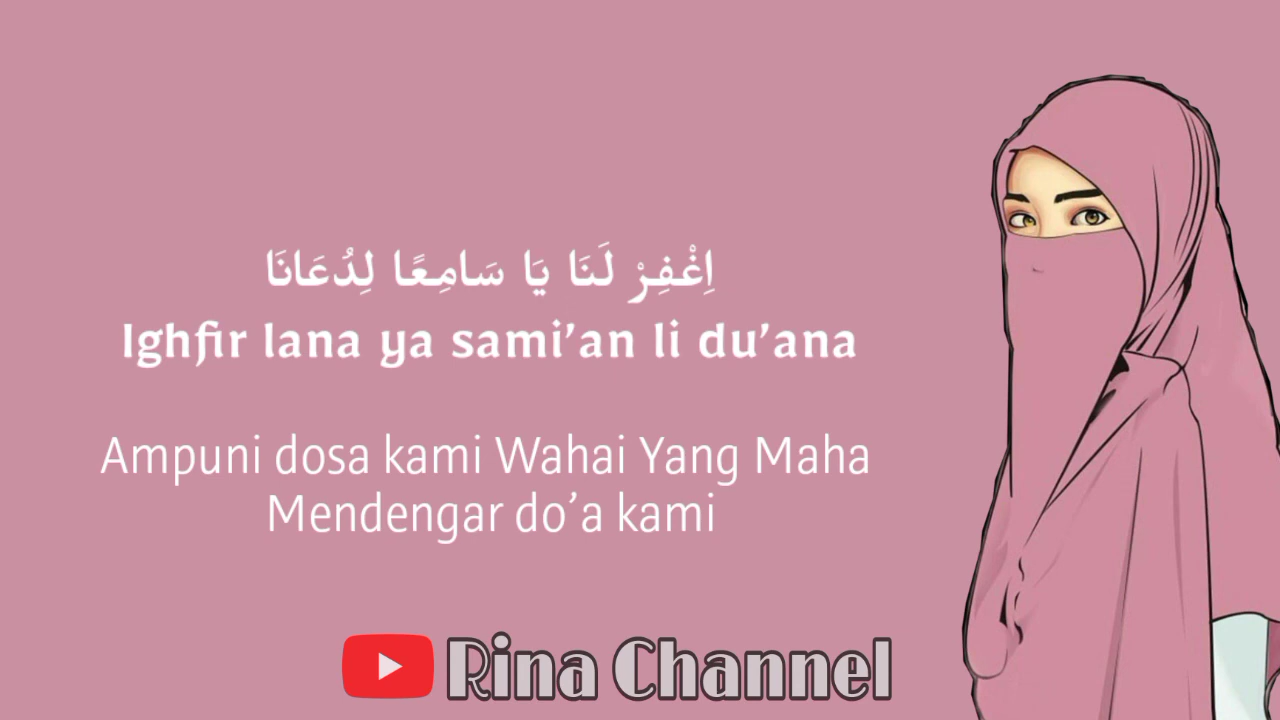 اِغْفِرْ لَنَا يَا سَامِعًا لِدُعَانَا
Ighfir lana ya sami’an li du’ana
Ampuni dosa kami Wahai Yang Maha
Mendengar do’a kami
Rina Channel